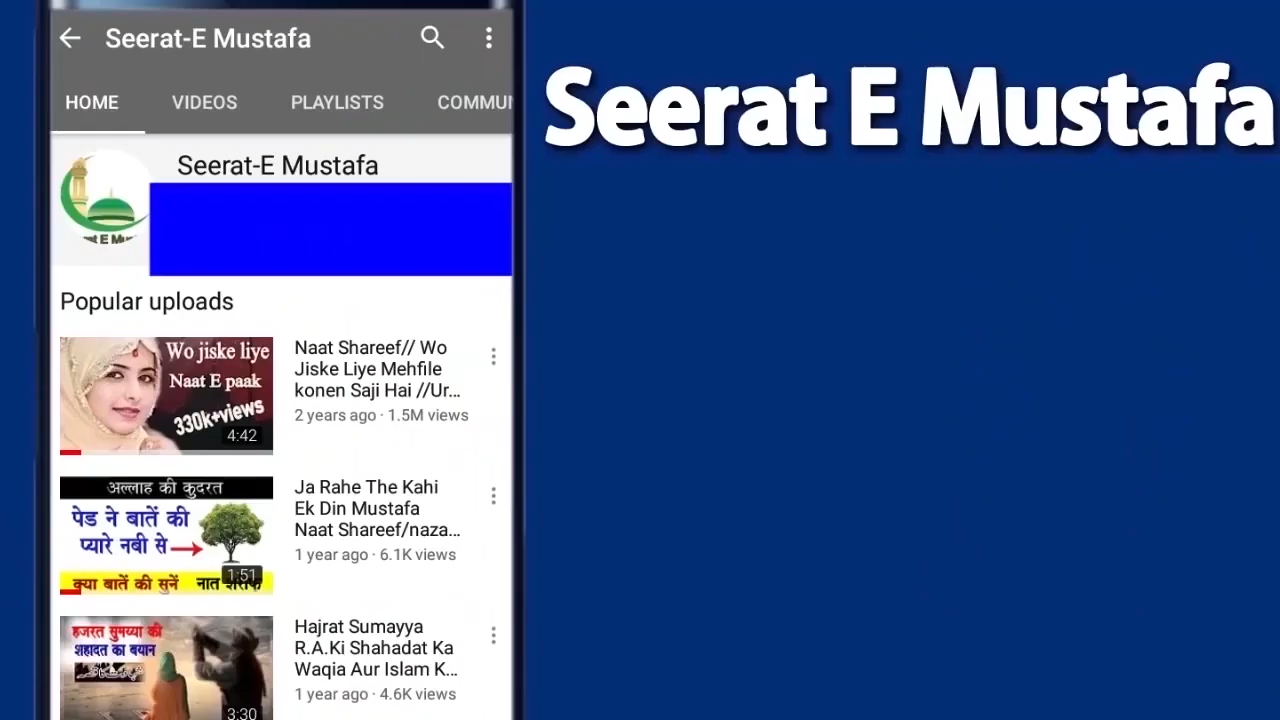 Seerat-E Mustafa
HOME VIDEOS PLAYLISTS COMMUN
Seerat E Mustafa
Seerat-E Mustafa
Popular uploads
Wo jiske liye
Naat E paak
330k+views
4:42
Naat Shareef// Wo
Jiske Liye Mehfile
konen Saji Hai //Ur...
2 years ago · 1.5M views
अल्लाह की कुदरत
पेड ने बातें की
प्यारे नबी से
1:51
क्या बातें की सुनें नात शरीफ
Ja Rahe The Kahi
Ek Din Mustafa
Naat Shareef/naza...
1 year ago · 6.1K views
हजरत सुमय्या की
शहादत का बयान
3:30
Hajrat Sumayya
R.A.Ki Shahadat Ka
Waqia Aur Islam K...
1 year ago · 4.6K views